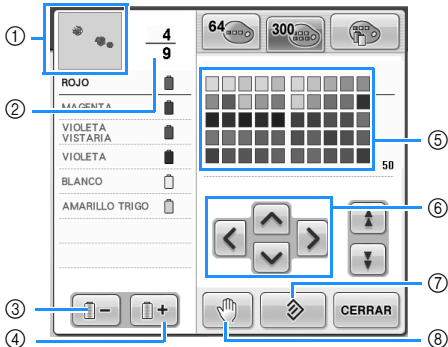 ①
4
9
64
300
②
ROJO
MAGENTA
VIOLETA
VISTARIA
VIOLETA
BLANCO
AMARILLO TRIGO
50
⑤
⑥
③
−
+
④
CERRAR
⑦
⑧